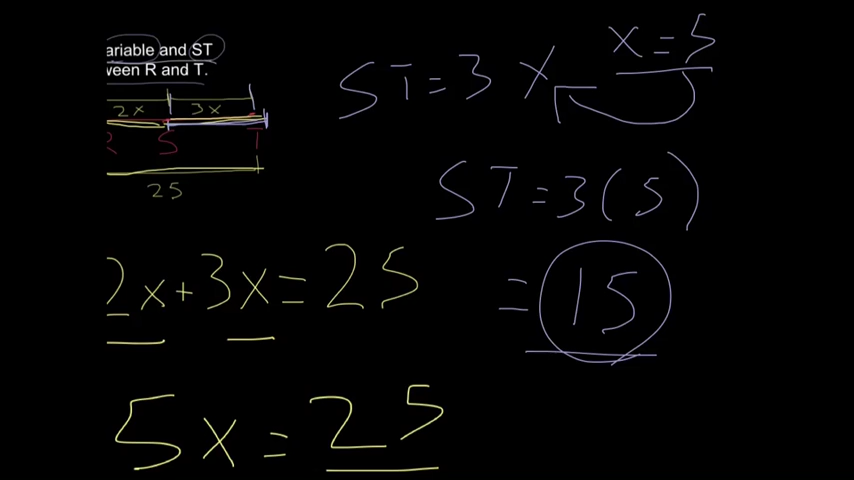 ariable and ST
ween R and T.
2x 3x
R S T
25
2x+3x=25
5x=25
ST=3x
x=5
ST=3(5)
=15